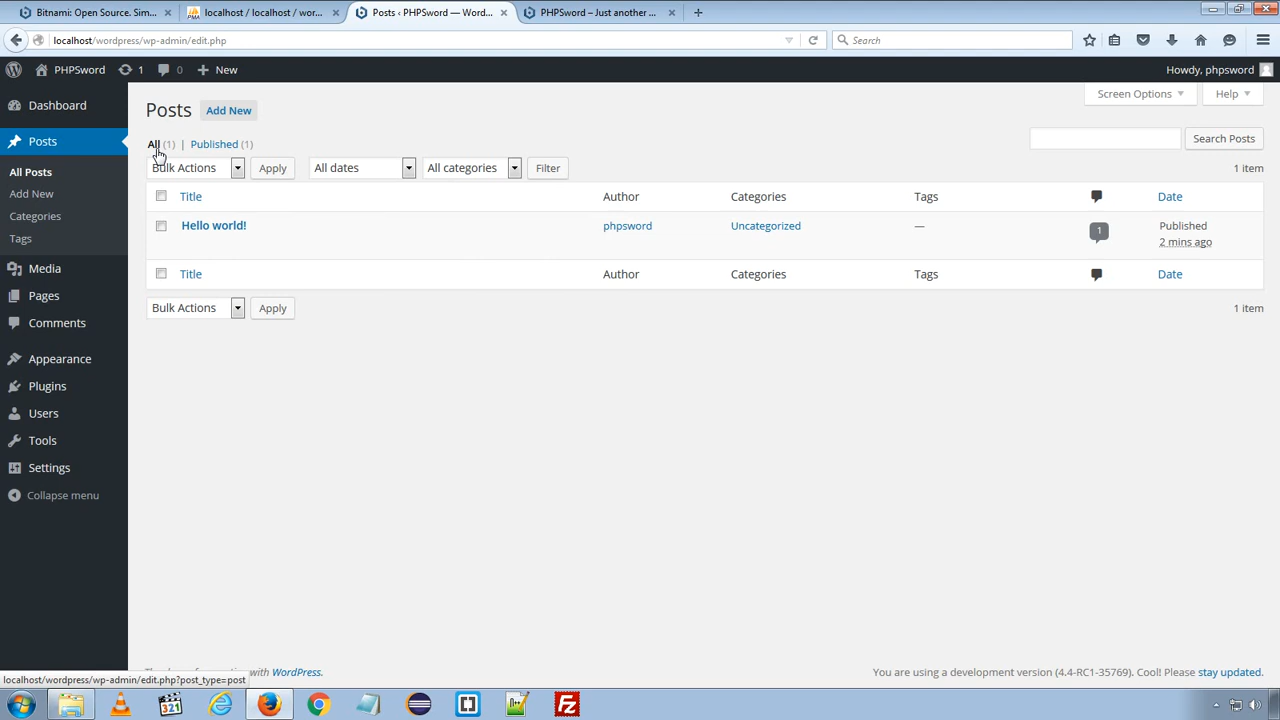 Bitnami: Open Source. Sim... × localhost / localhost / wor... × Posts ‹ PHPSword — Word... × PHPSword – Just another ... × +
localhost/wordpress/wp-admin/edit.php Search
PHPSword 1 0 + New Howdy, phpsword
Dashboard
Posts
All Posts
Add New
Categories
Tags
Media
Pages
Comments
Appearance
Plugins
Users
Tools
Settings
Collapse menu
Screen Options Help
Posts Add New
All (1) | Published (1) Search Posts
Bulk Actions Apply All dates All categories Filter 1 item
Title Author Categories Tags Date
Hello world! phpsword Uncategorized — 1 Published
2 mins ago
Title Author Categories Tags Date
Bulk Actions Apply 1 item
with WordPress. You are using a development version (4.4-RC1-35769). Cool! Please stay updated.
localhost/wordpress/wp-admin/edit.php?post_type=post
321